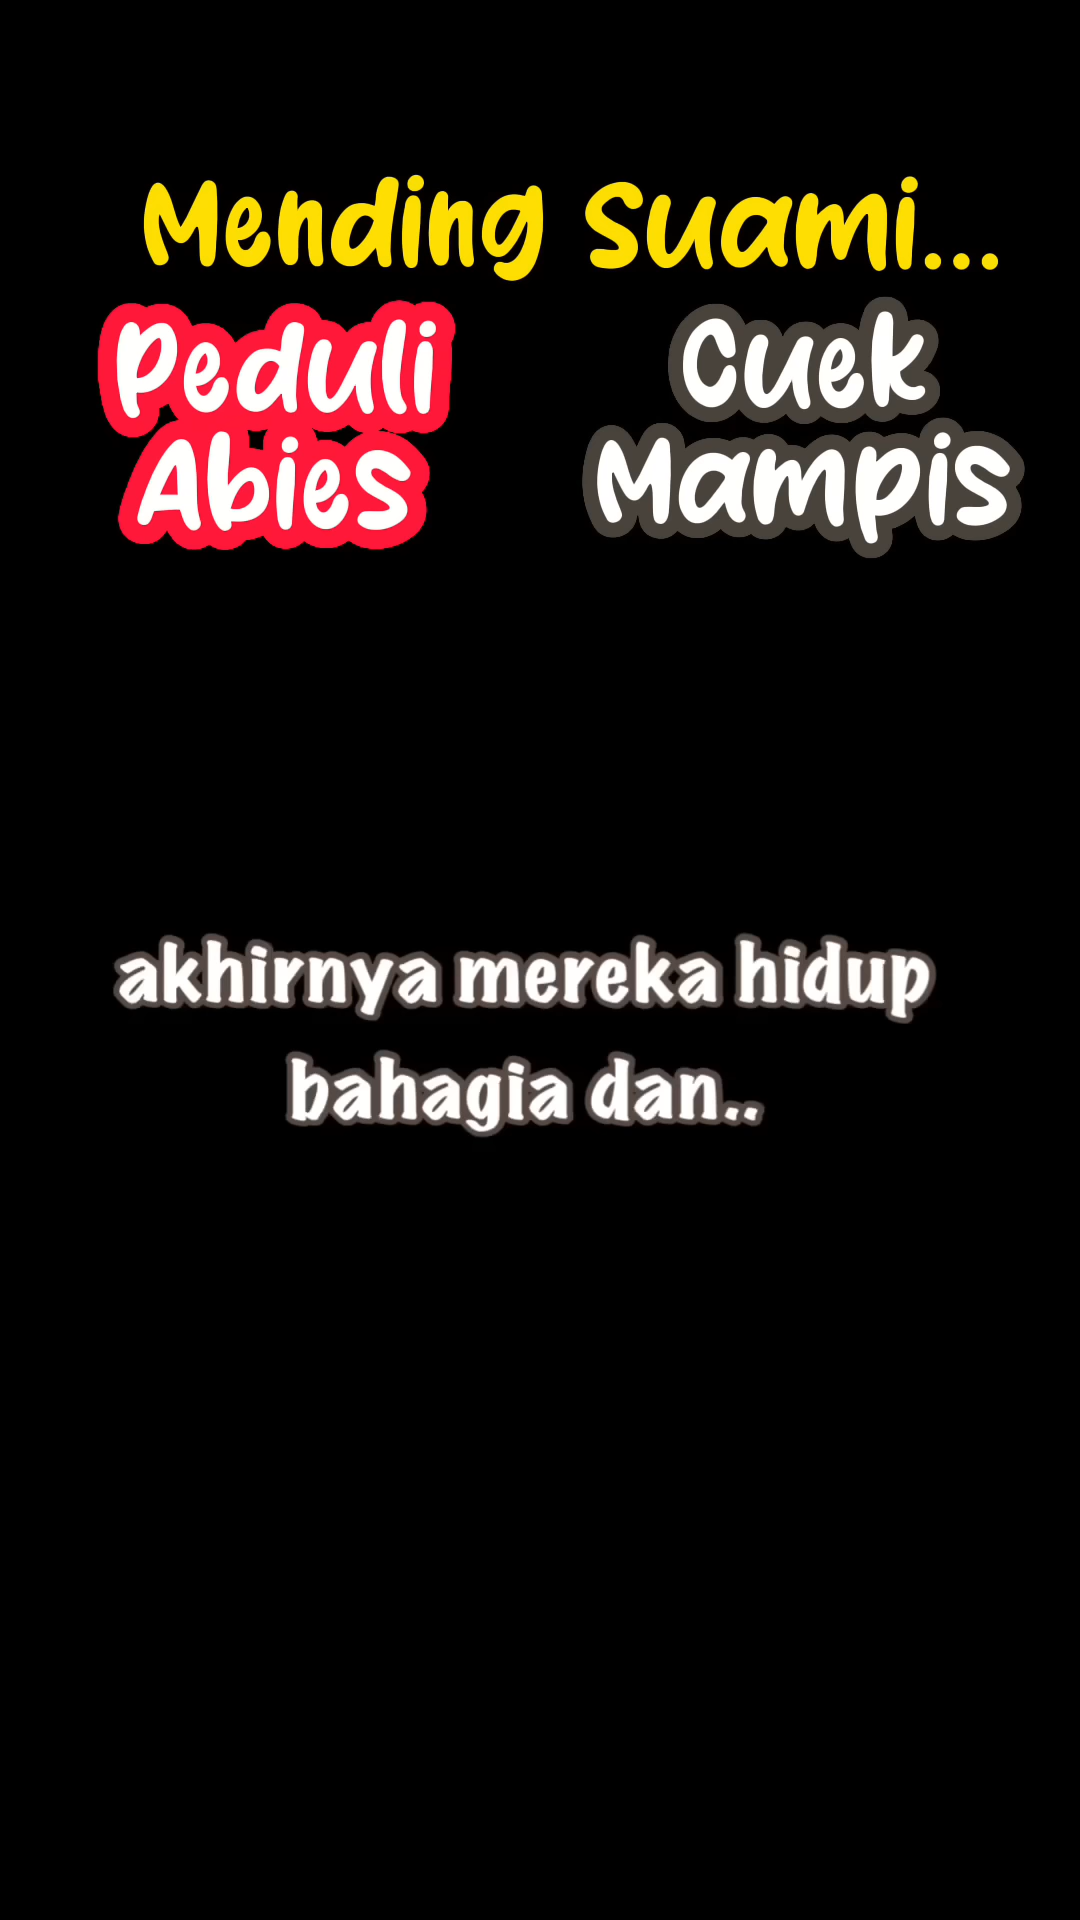 Mending Suami...
Peduli
Abies
Cuek
Mampis
akhirnya mereka hidup
bahagia dan..